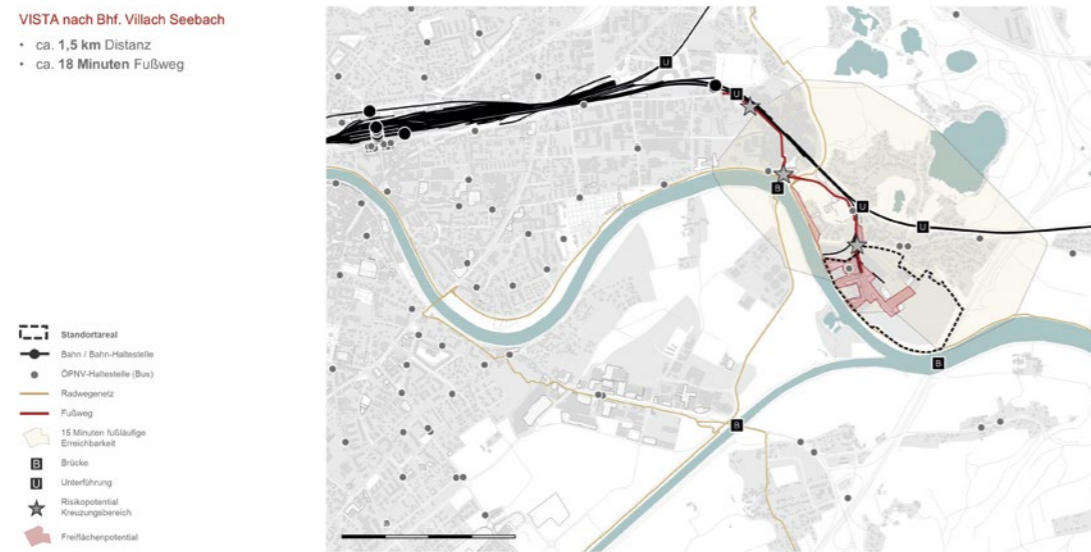 VISTA nach Bhf. Villach Seebach
• ca. 1,5 km Distanz
• ca. 18 Minuten Fußweg
Standortareal
Bahn / Bahn-Haltestelle
ÖPNV-Haltestelle (Bus)
Radwegenetz
Fußweg
15 Minuten fußläufige
Erreichbarkeit
B Brücke
U Unterführung
Risikopotential
Kreuzungsbereich
Freiflächenpotential
U
U
B
U
U
B
B